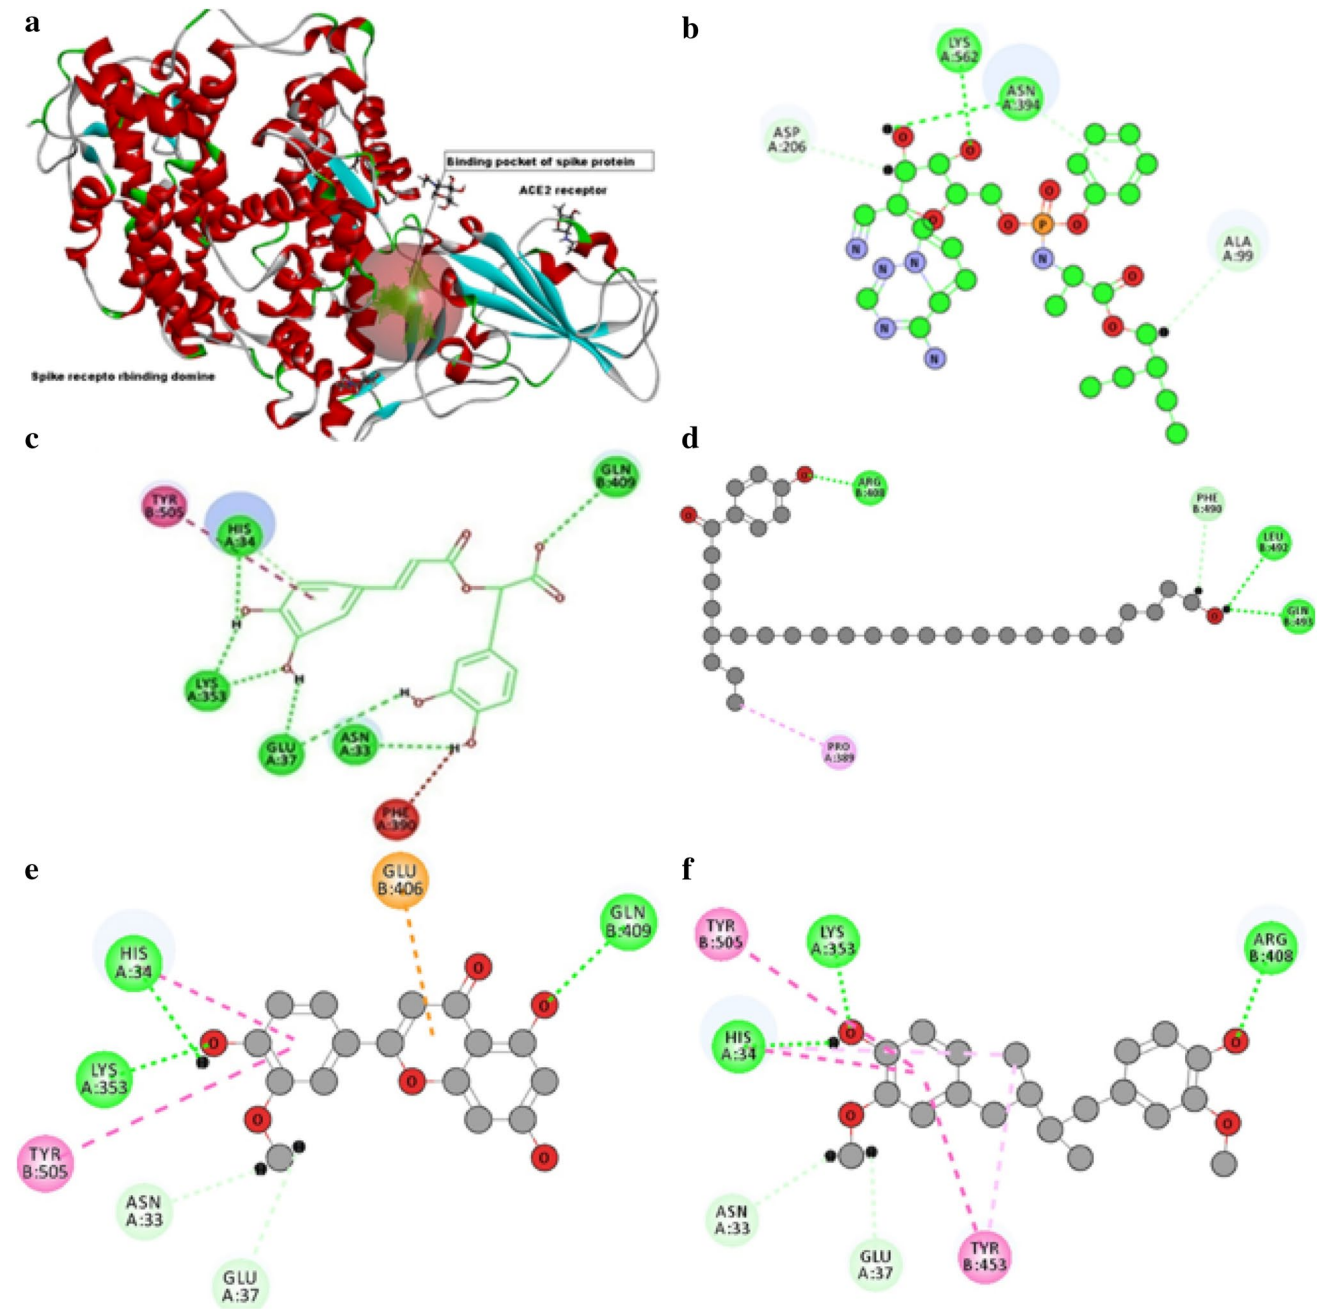 a
Binding pocket of spike protein
ACE2 receptor
Spike recepto rbinding domine
b
LYS
A:562
ASN
A:394
ASP
A:206
ALA
A:99
O
O
O
O
O
P
O
O
O
N
N
N
N
N
N
c
TYR
B:505
HIS
A:34
GLN
B:409
LYS
A:353
GLU
A:37
ASN
A:33
PHE
A:390
O
O
O
O
O
O
O
O
H
H
H
H
d
ARG
B:408
PHE
B:490
LEU
B:492
GLN
B:493
PRO
A:389
O
O
O
e
GLU
B:406
GLN
B:409
HIS
A:34
LYS
A:353
TYR
B:505
ASN
A:33
GLU
A:37
O
O
O
O
O
O
f
TYR
B:505
LYS
A:353
ARG
B:408
HIS
A:34
ASN
A:33
GLU
A:37
TYR
B:453
O
O
O
O